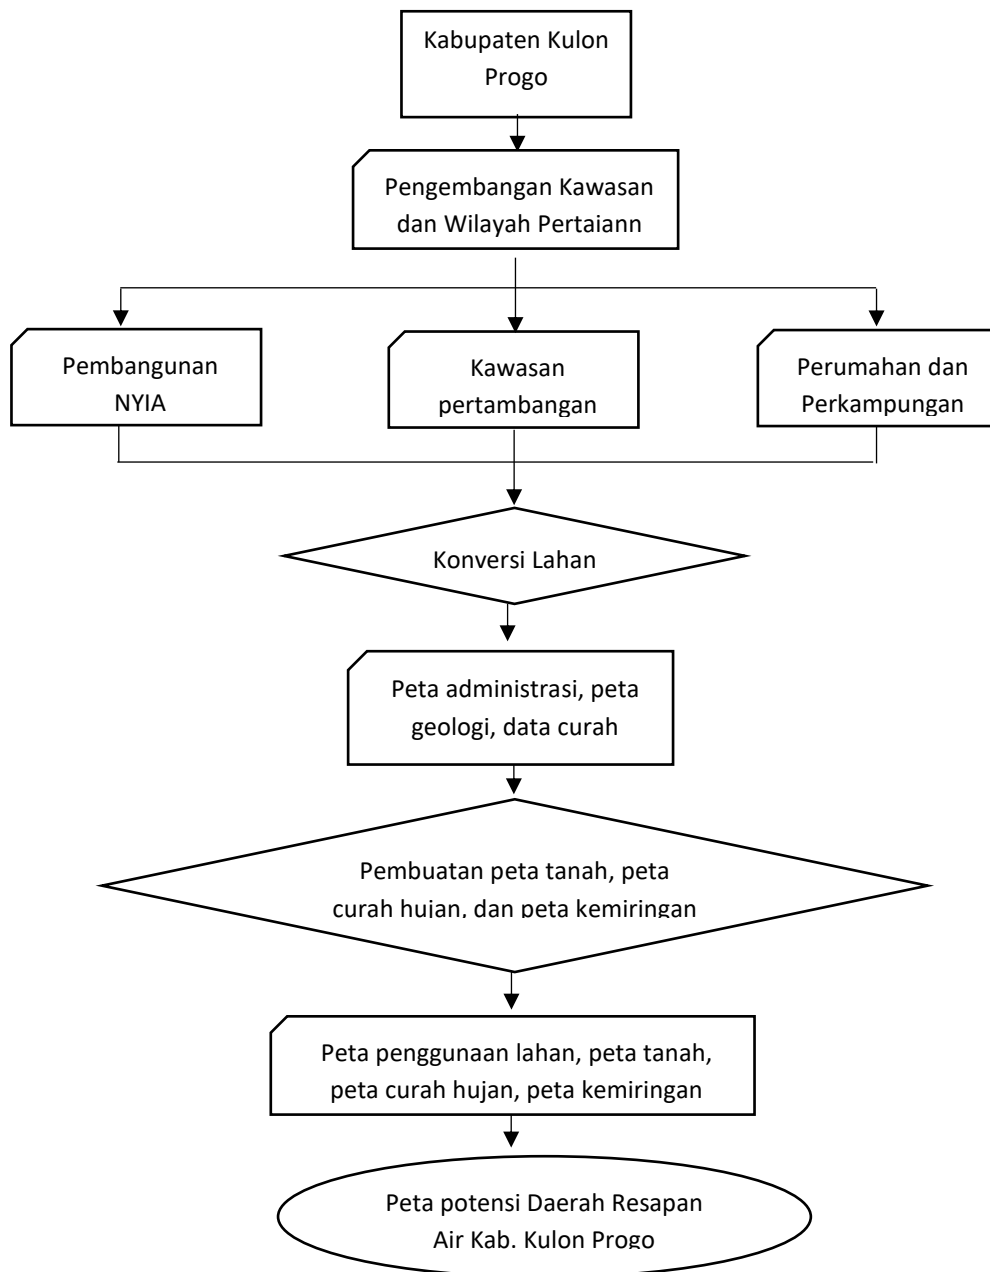 Kabupaten Kulon
Progo
Pengembangan Kawasan
dan Wilayah Pertaiann
Pembangunan
NYIA
Kawasan
pertambangan
Perumahan dan
Perkampungan
Konversi Lahan
Peta administrasi, peta
geologi, data curah
Pembuatan peta tanah, peta
curah hujan, dan peta kemiringan
Peta penggunaan lahan, peta tanah,
peta curah hujan, peta kemiringan
Peta potensi Daerah Resapan
Air Kab. Kulon Progo